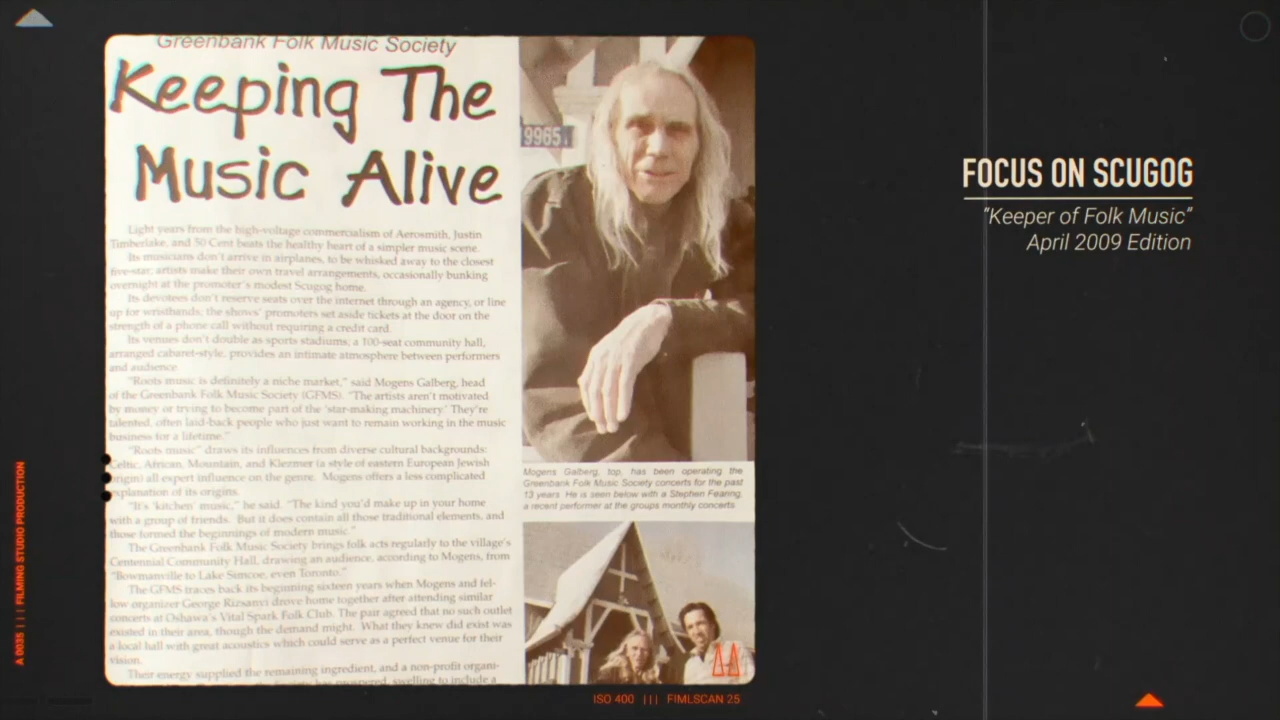 Greenbank Folk Music Society
Keeping The
Music Alive
Light years from the high-voltage commercialism of Aerosmith, Justin
Timberlake, and 50 Cent beats the healthy heart of a simpler music scene.
Its musicians don't arrive in airplanes, to be whisked away to the closest
five-star; artists make their own travel arrangements, occasionally bunking
overnight at the promoter's modest Scugog home.
Its devotees don't reserve seats over the internet through an agency, or line
up for wristbands; the shows' promoters set aside tickets at the door on the
strength of a phone call without requiring a credit card.
Its venues don't double as sports stadiums; a 100-seat community hall,
arranged cabaret-style, provides an intimate atmosphere between performers
and audience.
"Roots music is definitely a niche market," said Mogens Galberg, head
of the Greenbank Folk Music Society (GFMS). "The artists aren't motivated
by money or trying to become part of the 'star-making machinery.' They're
talented, often laid-back people who just want to remain working in the music
business for a lifetime."
"Roots music" draws its influences from diverse cultural backgrounds:
Celtic, African, Mountain, and Klezmer (a style of eastern European Jewish
origin) all expert influence on the genre. Mogens offers a less complicated
explanation of its origins.
"It's 'kitchen' music," he said. "The kind you'd make up in your home
with a group of friends. But it does contain all those traditional elements, and
those formed the beginnings of modern music."
The Greenbank Folk Music Society brings folk acts regularly to the village's
Centennial Community Hall, drawing an audience, according to Mogens, from
"Bowmanville to Lake Simcoe, even Toronto."
The GFMS traces back its beginning sixteen years when Mogens and fel-
low organizer George Rizsanyi drove home together after attending similar
concerts at Oshawa's Vital Spark Folk Club. The pair agreed that no such outlet
existed in their area, though the demand might. What they knew did exist was
a local hall with great acoustics which could serve as a perfect venue for their
vision.
Their energy supplied the remaining ingredient, and a non-profit organi-
has prospered, swelling to include a
9965
Mogens Galberg, top, has been operating the
Greenbank Folk Music Society concerts for the past
13 years. He is seen below with a Stephen Fearing,
a recent performer at the groups monthly concerts.
FOCUS ON SCUGOG
"Keeper of Folk Music"
April 2009 Edition
A 0035 ||| FILMING STUDIO PRODUCTION
ISO 400 ||| FIMLSCAN 25